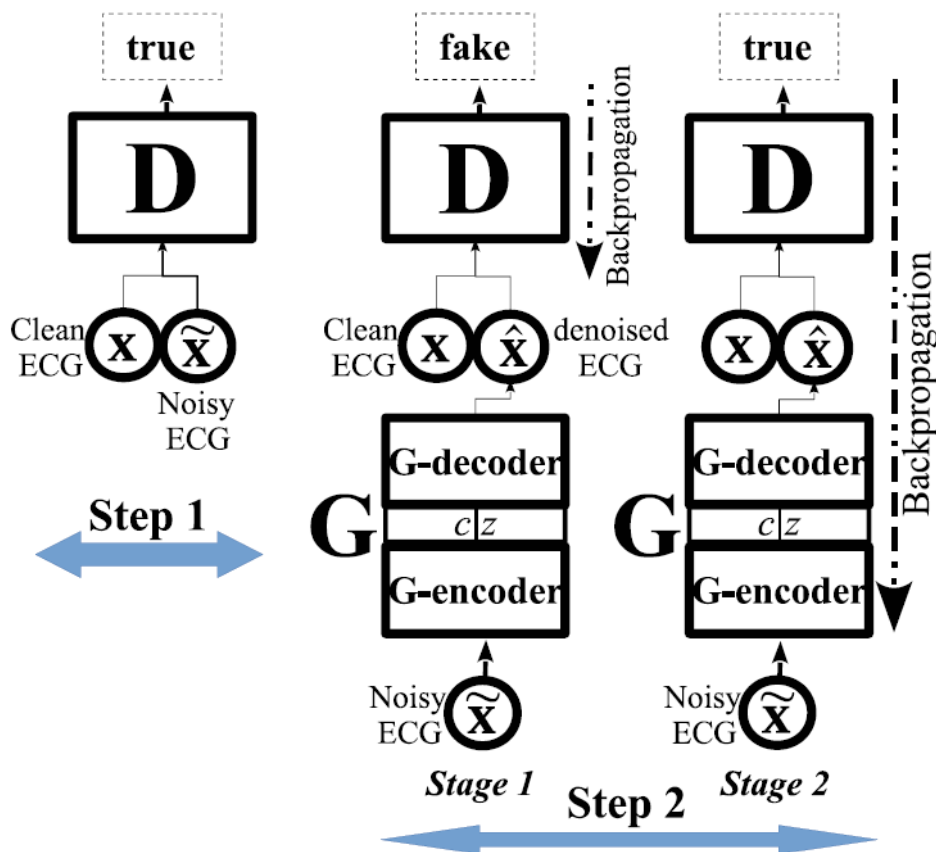 true
D
Clean
ECG
x
x̃
Noisy
ECG
Step 1
fake
D
Backpropagation
Clean
ECG
x
x̂
denoised
ECG
G
G-decoder
c z
G-encoder
Noisy
ECG
x̃
Stage 1
true
D
Backpropagation
x
x̂
G
G-decoder
c z
G-encoder
Noisy
ECG
x̃
Stage 2
Step 2